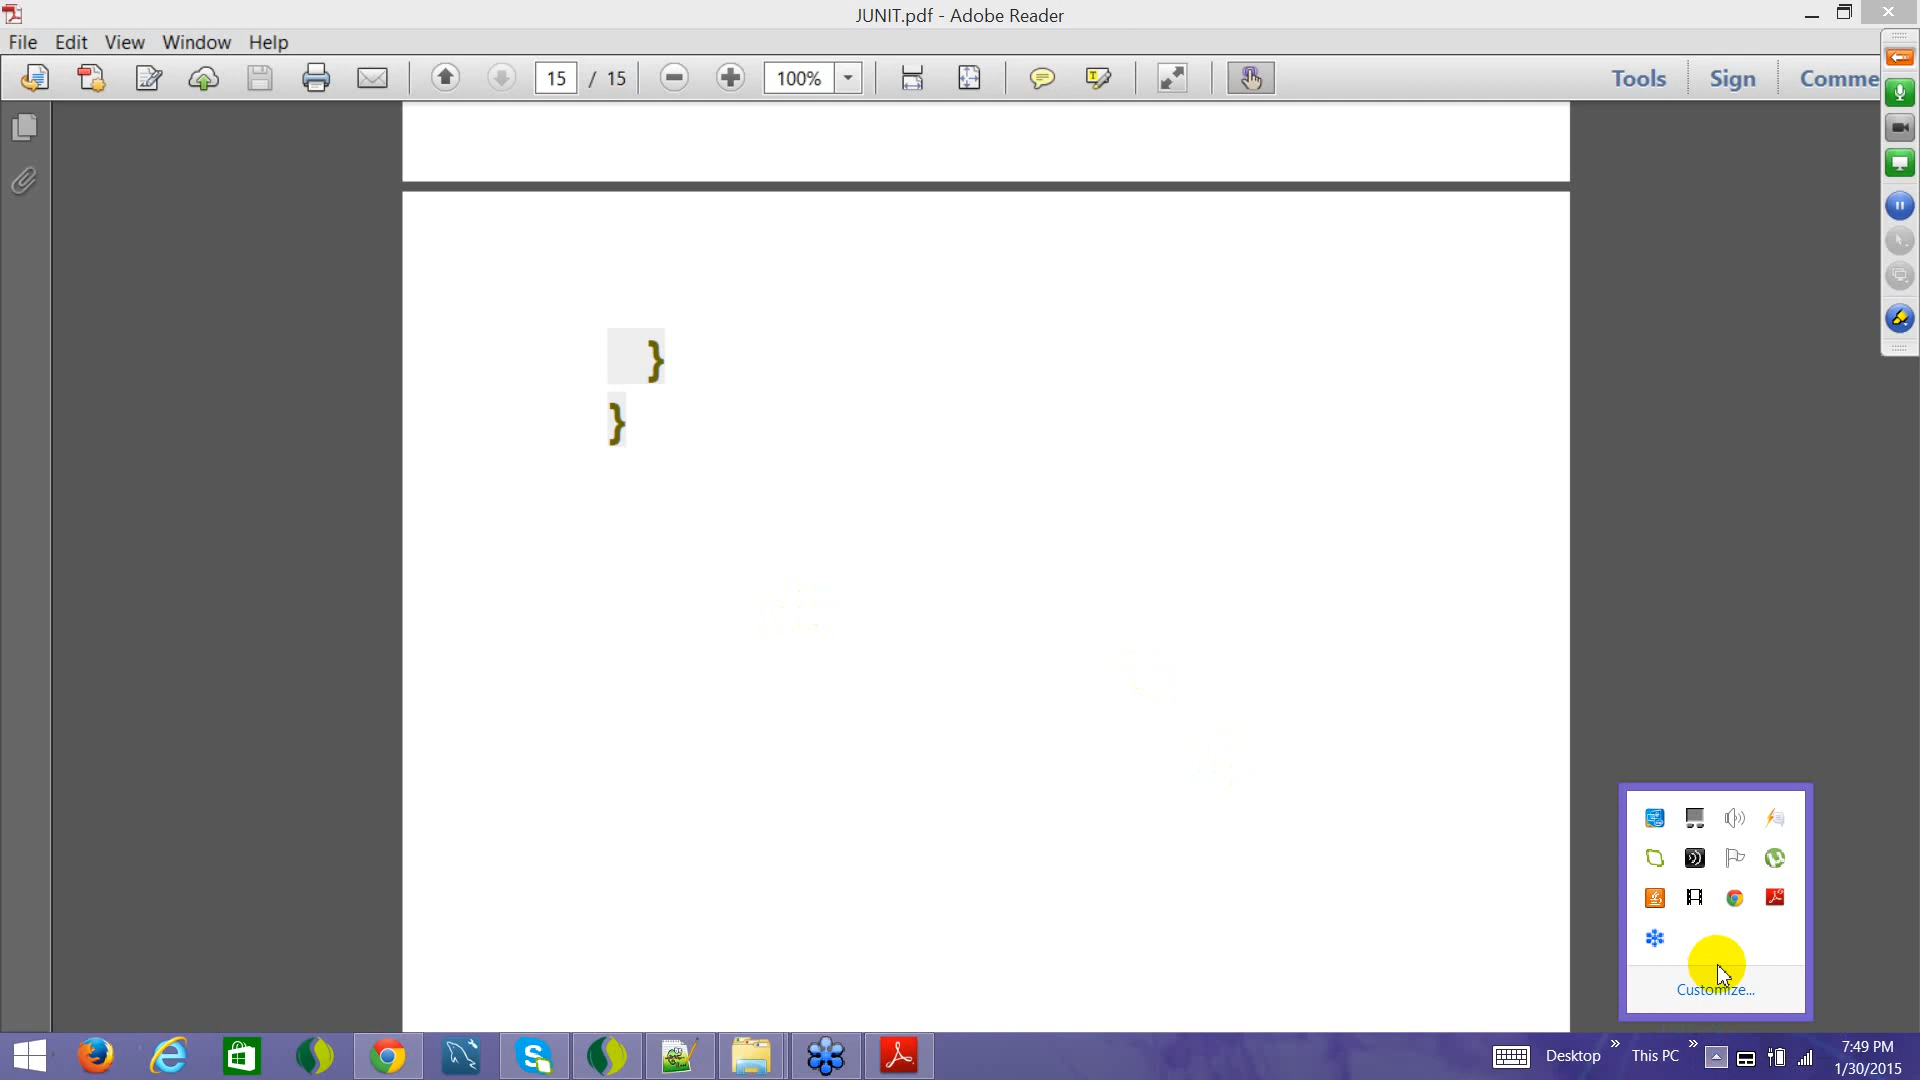 JUNIT.pdf - Adobe Reader
File Edit View Window Help
15 / 15 100% Tools Sign Comme
}
}
Customize...
Desktop » This PC » 7:49 PM
1/30/2015